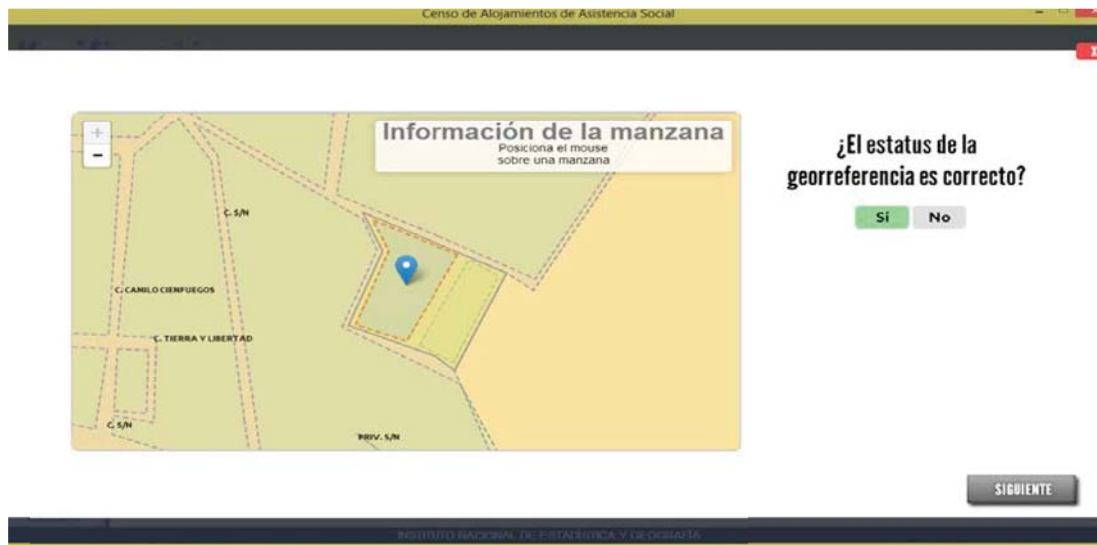 Censo de Alojamientos de Asistencia Social
X
+
−
Información de la manzana
Posiciona el mouse
sobre una manzana
¿El estatus de la
georreferencia es correcto?
Si No
C. S/N
C. CAMILO CIENFUEGOS
C. TIERRA Y LIBERTAD
C. S/N
PRIV. S/N
SIGUIENTE
INSTITUTO NACIONAL DE ESTADÍSTICA Y GEOGRAFÍA